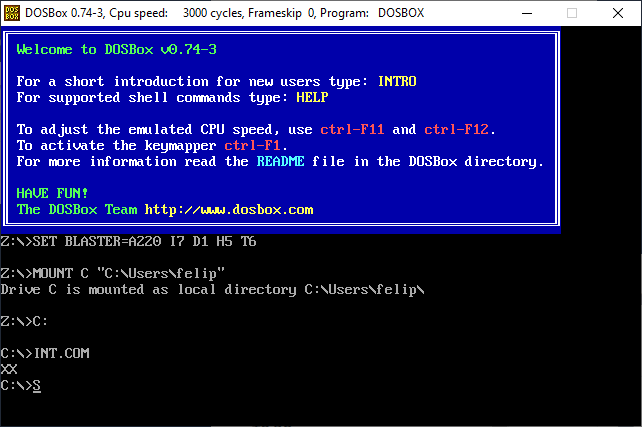 DOS BOX DOSBox 0.74-3, Cpu speed: 3000 cycles, Frameskip 0, Program: DOSBOX
Welcome to DOSBox v0.74-3
For a short introduction for new users type: INTRO
For supported shell commands type: HELP
To adjust the emulated CPU speed, use ctrl-F11 and ctrl-F12.
To activate the keymapper ctrl-F1.
For more information read the README file in the DOSBox directory.
HAVE FUN!
The DOSBox Team http://www.dosbox.com
Z:\>SET BLASTER=A220 I7 D1 H5 T6
Z:\>MOUNT C "C:\Users\felip"
Drive C is mounted as local directory C:\Users\felip\
Z:\>C:
C:\>INT.COM
XX
C:\>S